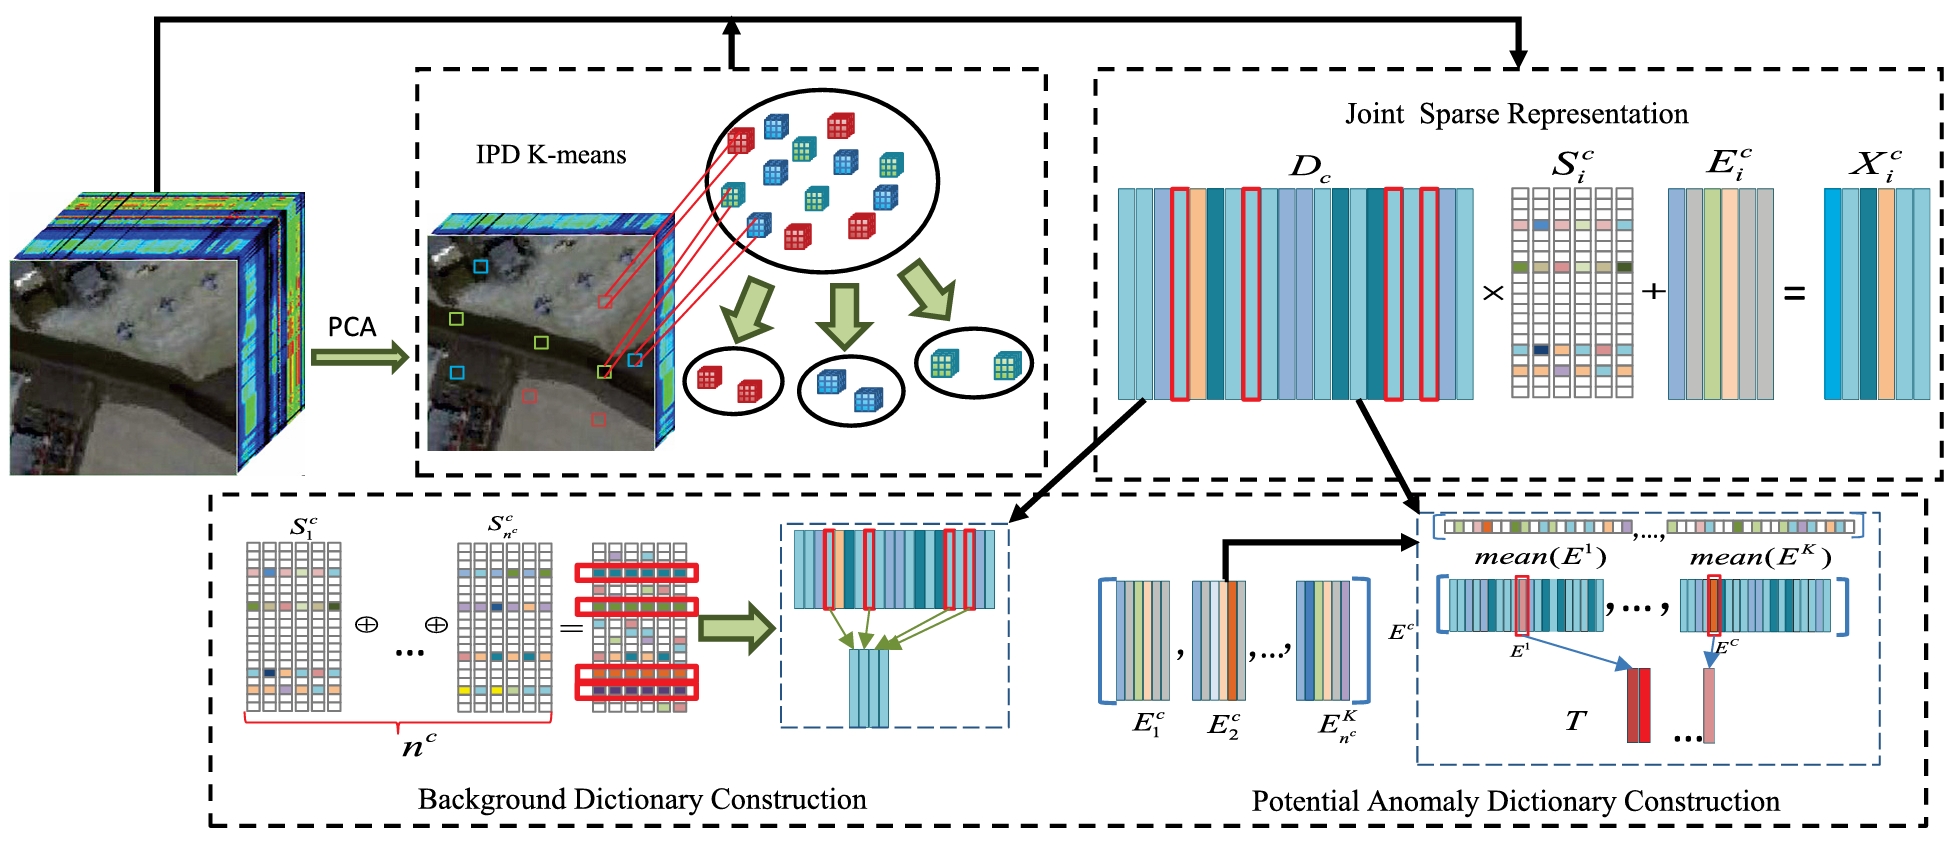 IPD K-means
PCA
Joint Sparse Representation
D_c
S_i^c
E_i^c
X_i^c
×
+
=
S_1^c
S_{n^c}^c
⊕ ... ⊕
=
n^c
Background Dictionary Construction
E_1^c
,
E_2^c
,...,
E_{n^c}^K
E^c
,...,
mean(E^1)
mean(E^K)
,...,
E^1
E^C
T
...
Potential Anomaly Dictionary Construction